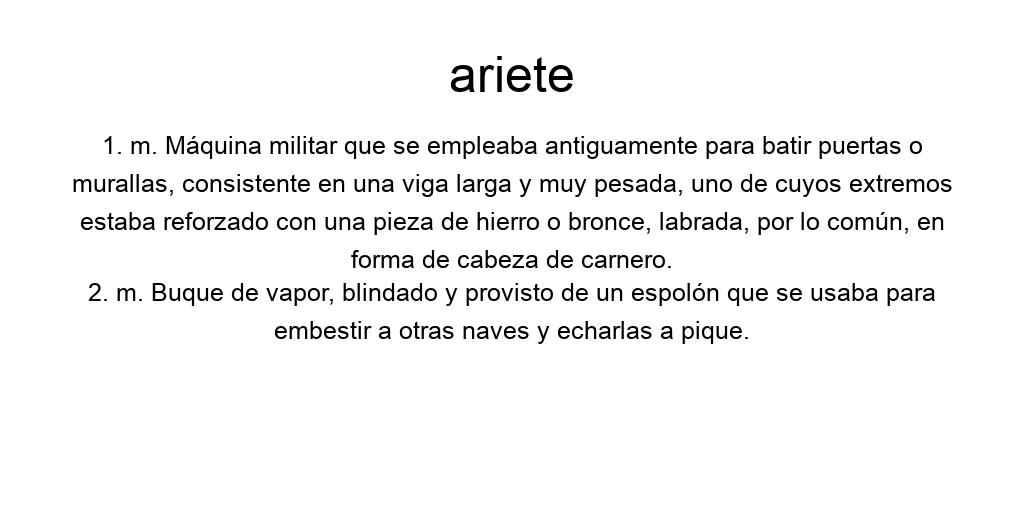 ariete
1. m. Máquina militar que se empleaba antiguamente para batir puertas o
murallas, consistente en una viga larga y muy pesada, uno de cuyos extremos
estaba reforzado con una pieza de hierro o bronce, labrada, por lo común, en
forma de cabeza de carnero.
2. m. Buque de vapor, blindado y provisto de un espolón que se usaba para
embestir a otras naves y echarlas a pique.